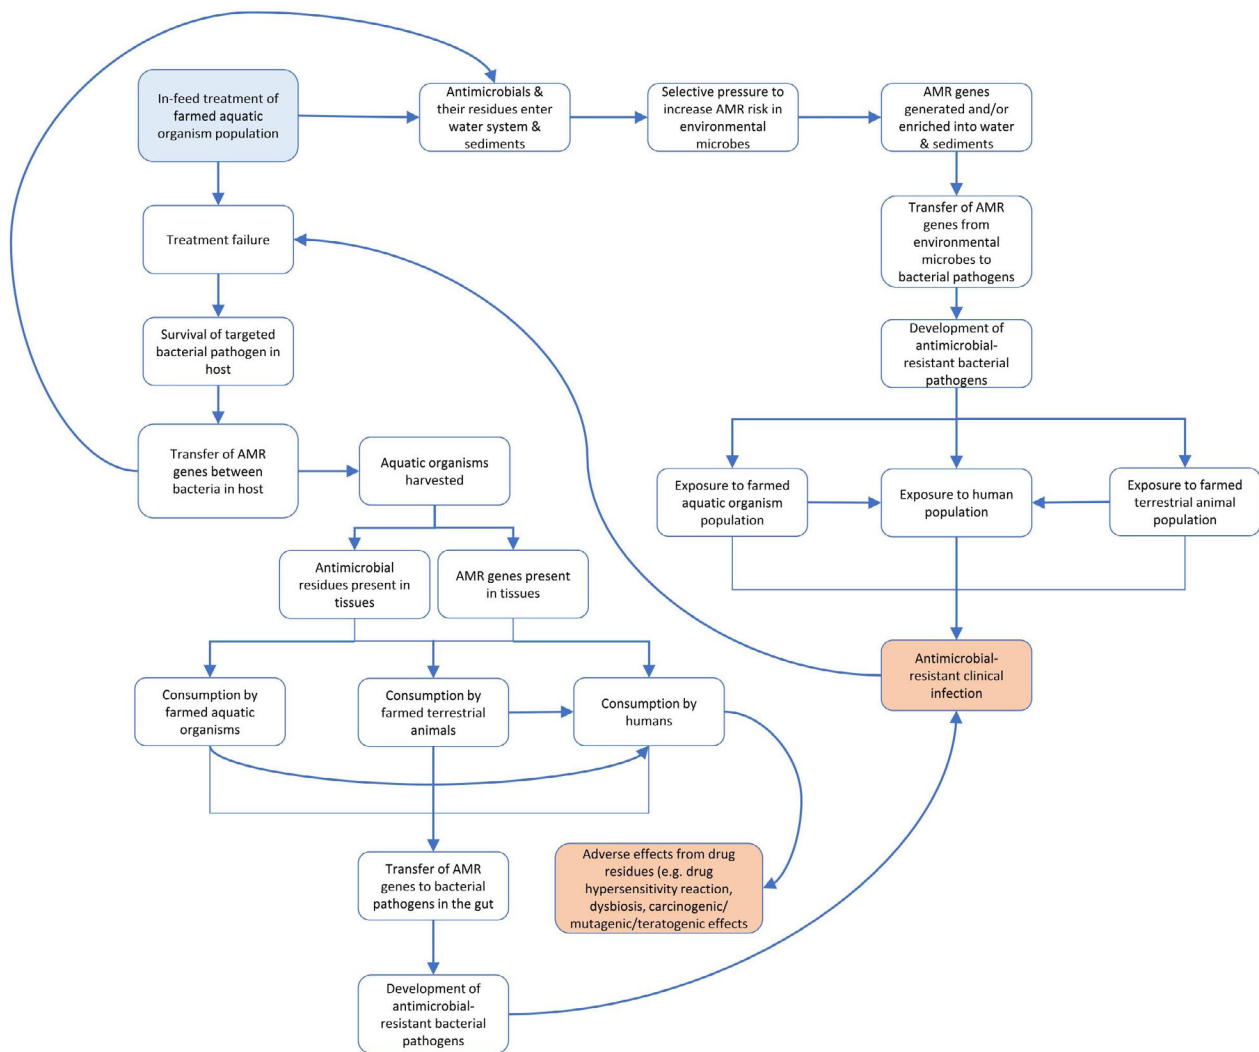 In-feed treatment of
farmed aquatic
organism population
Antimicrobials &
their residues enter
water system &
sediments
Selective pressure to
increase AMR risk in
environmental
microbes
AMR genes
generated and/or
enriched into water
& sediments
Treatment failure
Transfer of AMR
genes from
environmental
microbes to
bacterial pathogens
Survival of targeted
bacterial pathogen in
host
Development of
antimicrobial-
resistant bacterial
pathogens
Transfer of AMR
genes between
bacteria in host
Aquatic organisms
harvested
Exposure to farmed
aquatic organism
population
Exposure to human
population
Exposure to farmed
terrestrial animal
population
Antimicrobial
residues present in
tissues
AMR genes present
in tissues
Consumption by
farmed aquatic
organisms
Consumption by
farmed terrestrial
animals
Consumption by
humans
Antimicrobial-
resistant clinical
infection
Transfer of AMR
genes to bacterial
pathogens in the gut
Adverse effects from drug
residues (e.g. drug
hypersensitivity reaction,
dysbiosis, carcinogenic/
mutagenic/teratogenic effects
Development of
antimicrobial-
resistant bacterial
pathogens